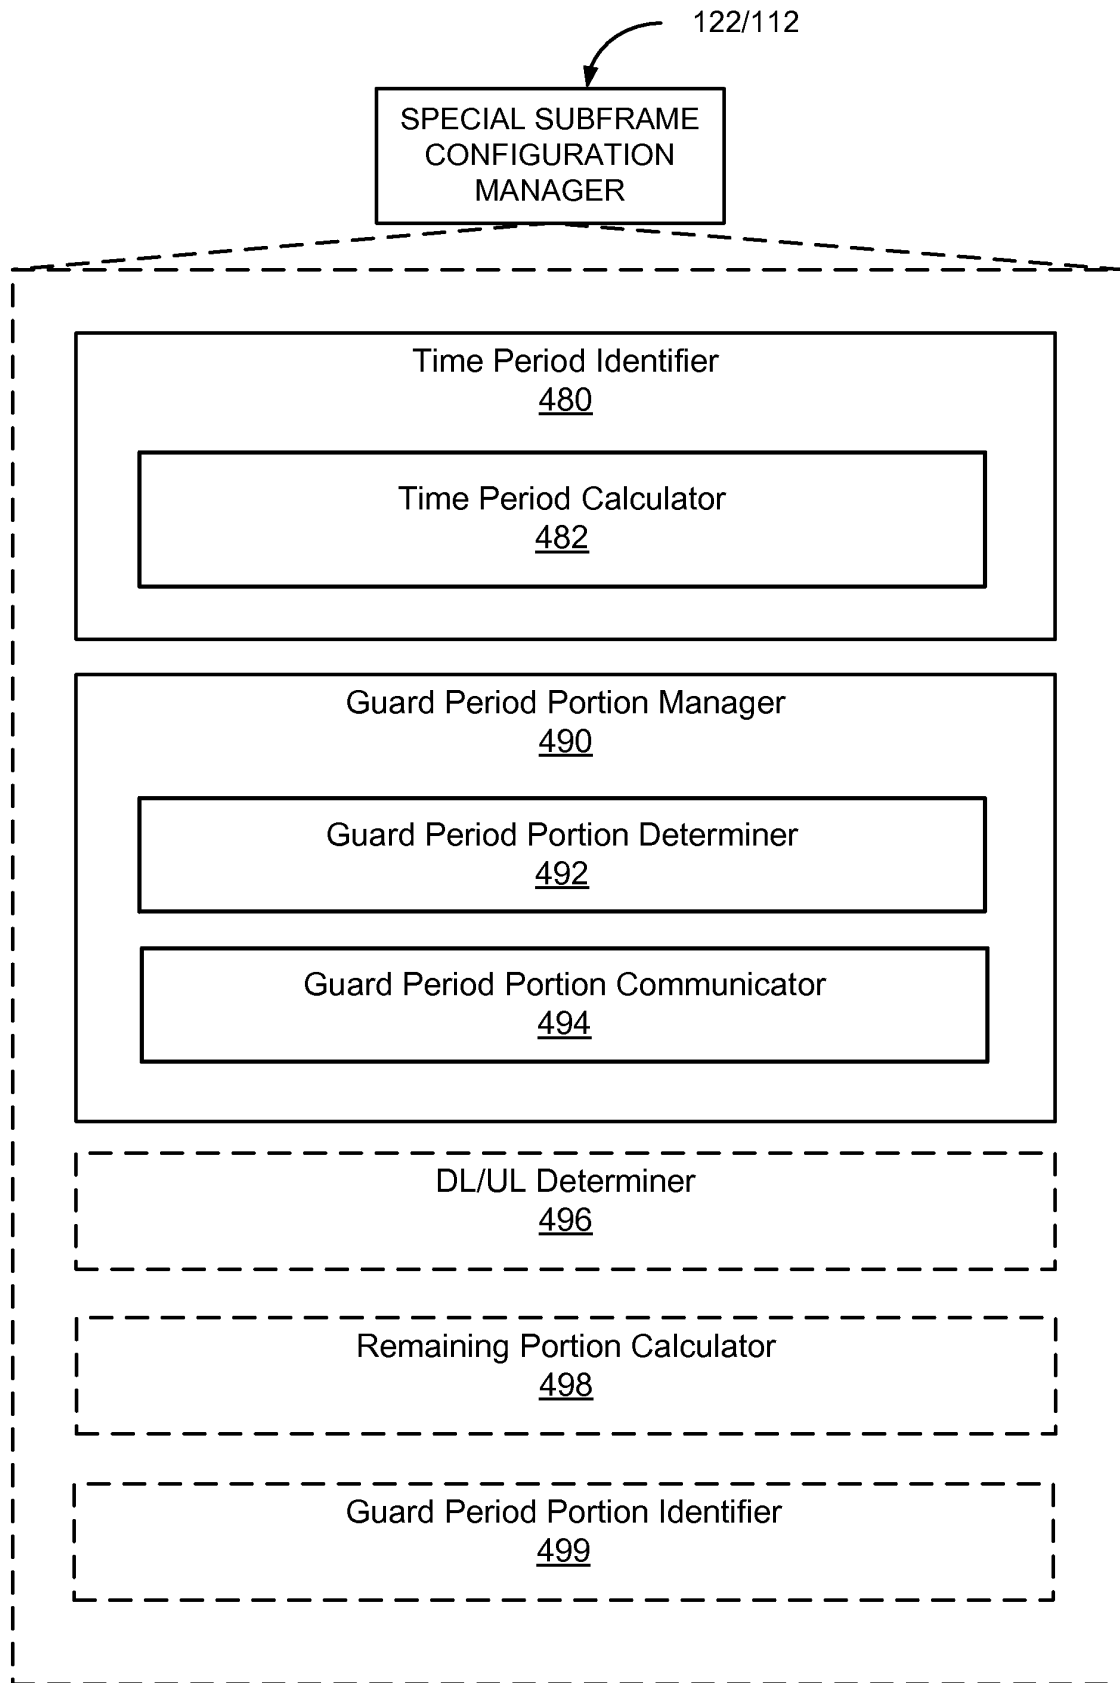 122/112
SPECIAL SUBFRAME
CONFIGURATION
MANAGER
Time Period Identifier
480
Time Period Calculator
482
Guard Period Portion Manager
490
Guard Period Portion Determiner
492
Guard Period Portion Communicator
494
DL/UL Determiner
496
Remaining Portion Calculator
498
Guard Period Portion Identifier
499